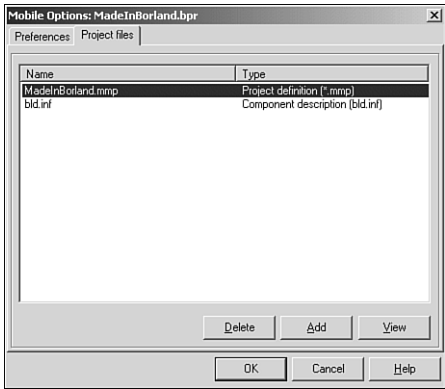 Mobile Options: MadeInBorland.bpr
Preferences Project files
Name Type
MadeInBorland.mmp Project definition (*.mmp)
bld.inf Component description (bld.inf)
Delete Add View
OK Cancel Help